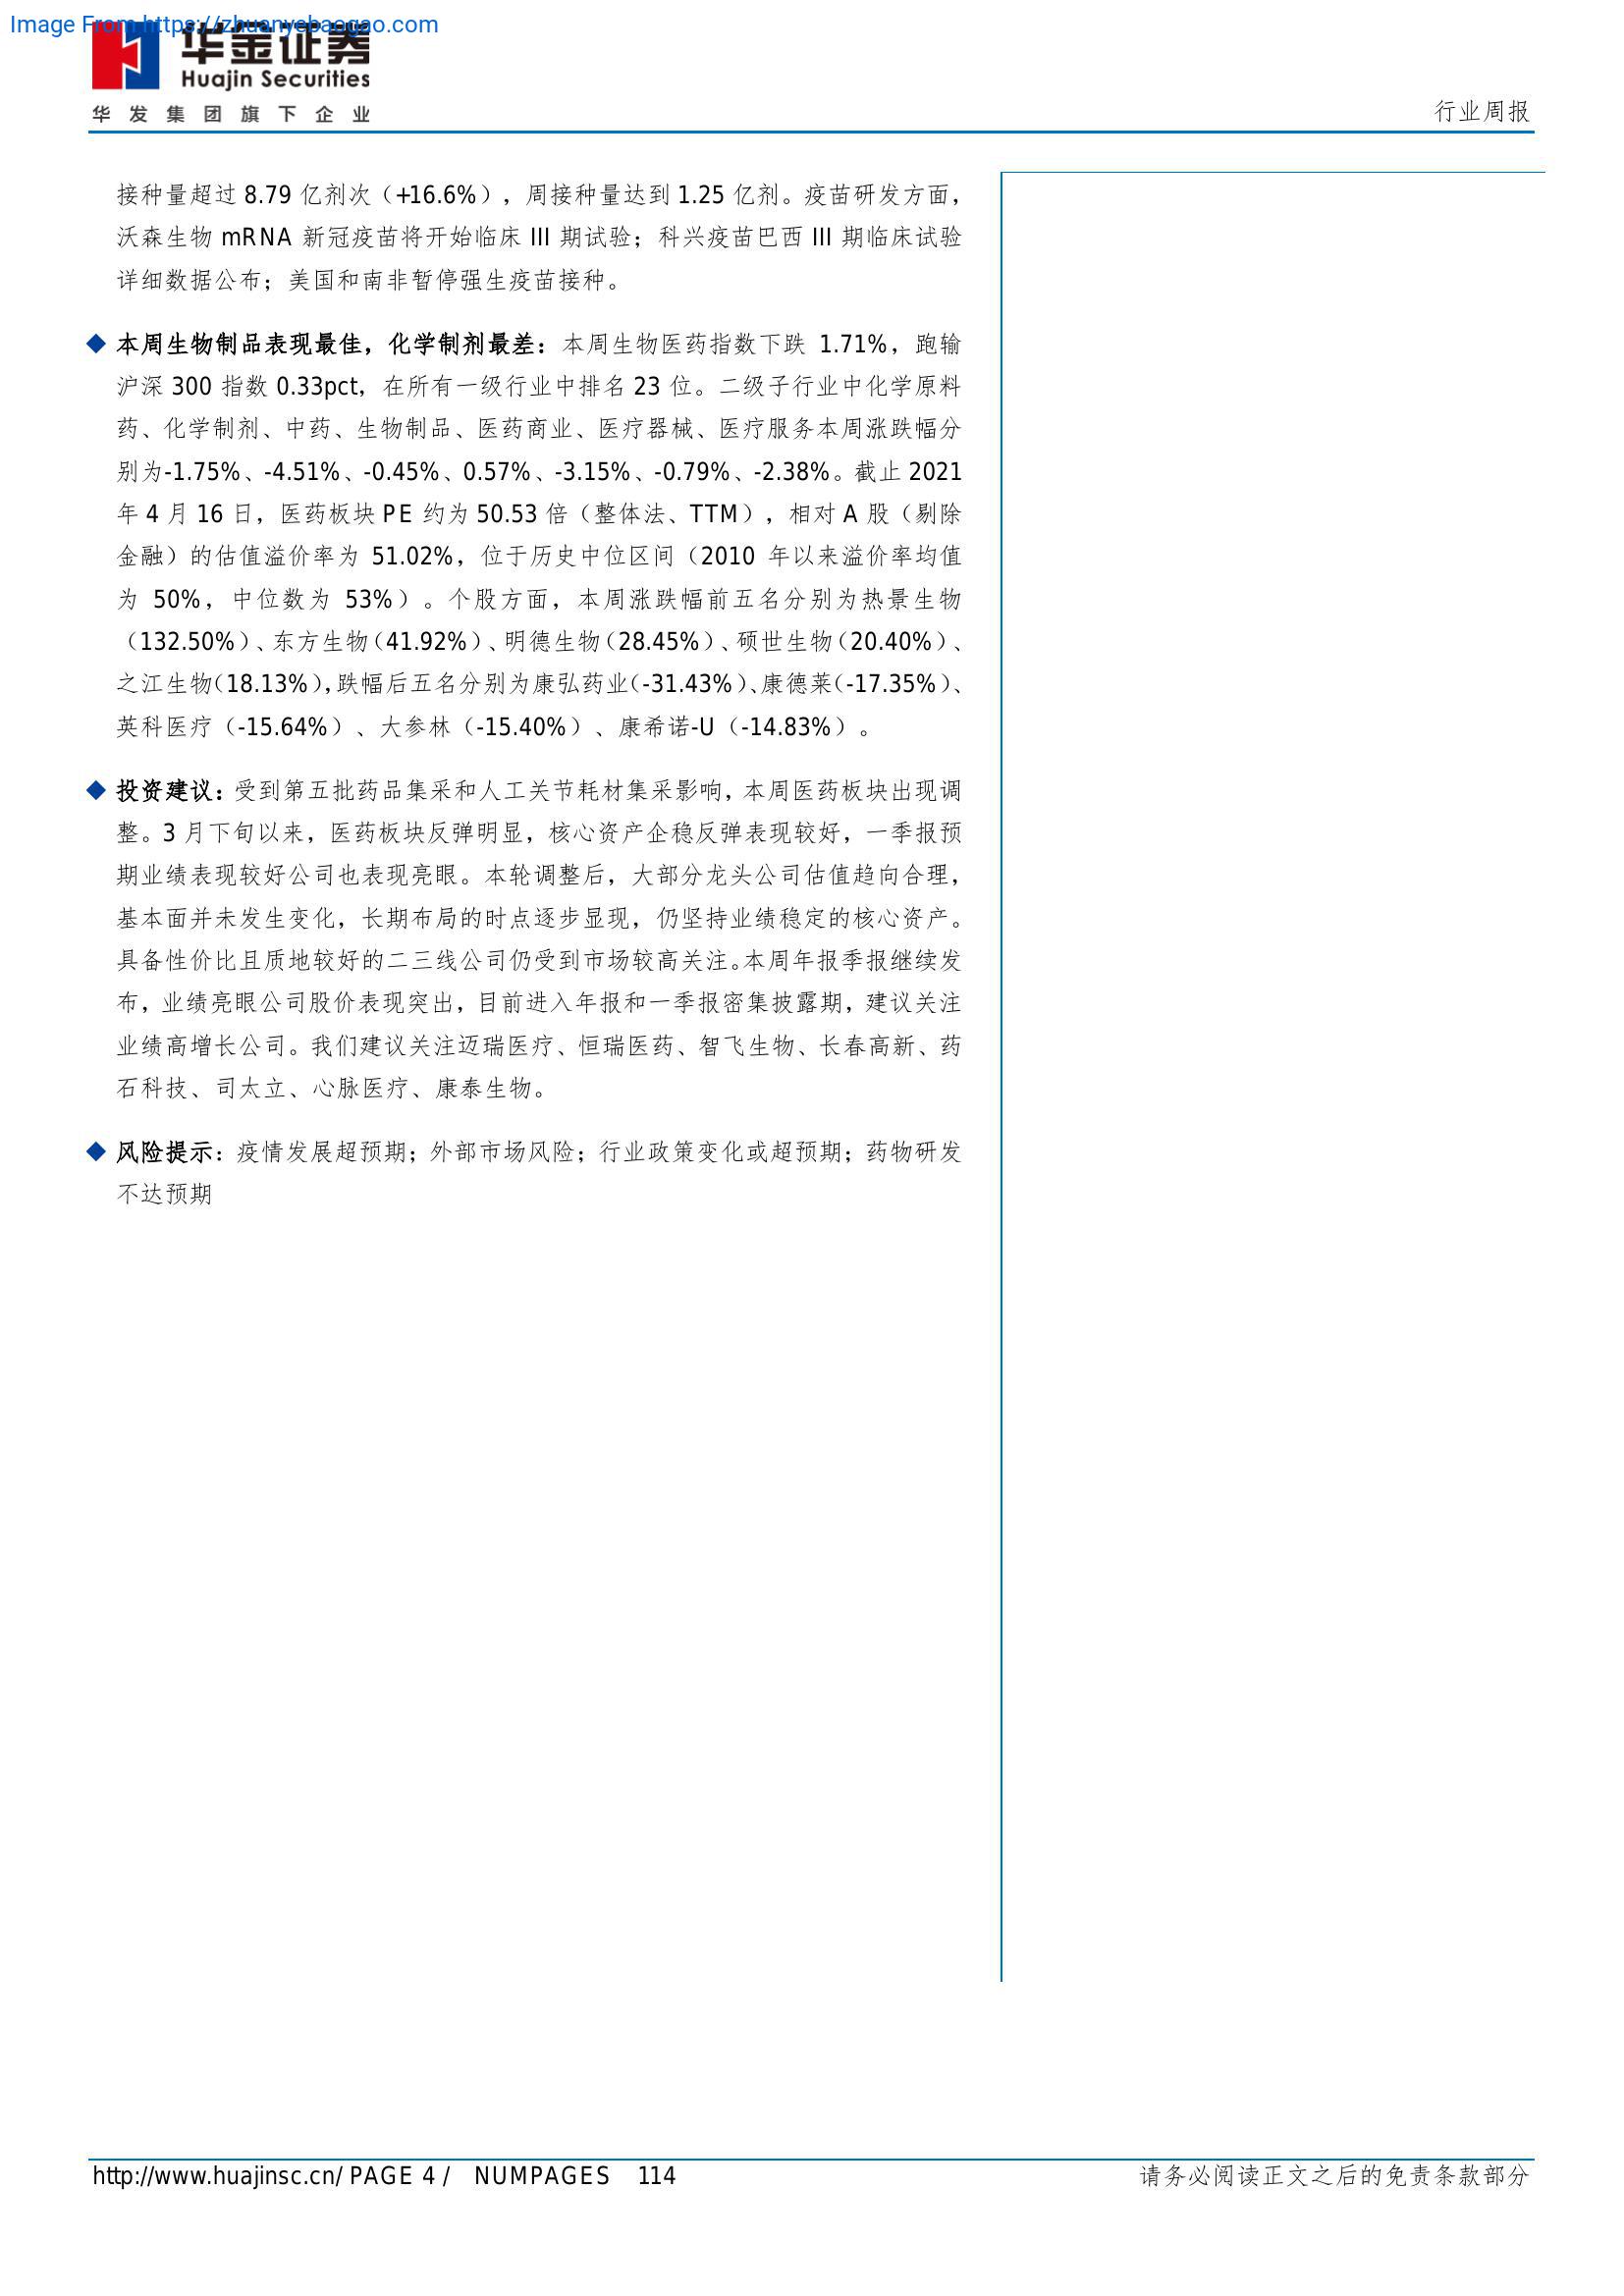 Image From https://zhuanyebaogao.com
华金证券
Huajin Securities
华发集团旗下企业
行业周报
接种量超过 8.79 亿剂次（+16.6%），周接种量达到 1.25 亿剂。疫苗研发方面，
沃森生物 mRNA 新冠疫苗将开始临床 III 期试验；科兴疫苗巴西 III 期临床试验
详细数据公布；美国和南非暂停强生疫苗接种。
◆ 本周生物制品表现最佳，化学制剂最差：本周生物医药指数下跌 1.71%，跑输
沪深 300 指数 0.33pct，在所有一级行业中排名 23 位。二级子行业中化学原料
药、化学制剂、中药、生物制品、医药商业、医疗器械、医疗服务本周涨跌幅分
别为-1.75%、-4.51%、-0.45%、0.57%、-3.15%、-0.79%、-2.38%。截止 2021
年 4 月 16 日，医药板块 PE 约为 50.53 倍（整体法、TTM），相对 A 股（剔除
金融）的估值溢价率为 51.02%，位于历史中位区间（2010 年以来溢价率均值
为 50%，中位数为 53%）。个股方面，本周涨跌幅前五名分别为热景生物
（132.50%）、东方生物（41.92%）、明德生物（28.45%）、硕世生物（20.40%）、
之江生物（18.13%），跌幅后五名分别为康弘药业（-31.43%）、康德莱（-17.35%）、
英科医疗（-15.64%）、大参林（-15.40%）、康希诺-U（-14.83%）。
◆ 投资建议：受到第五批药品集采和人工关节耗材集采影响，本周医药板块出现调
整。3 月下旬以来，医药板块反弹明显，核心资产企稳反弹表现较好，一季报预
期业绩表现较好公司也表现亮眼。本轮调整后，大部分龙头公司估值趋向合理，
基本面并未发生变化，长期布局的时点逐步显现，仍坚持业绩稳定的核心资产。
具备性价比且质地较好的二三线公司仍受到市场较高关注。本周年报季报继续发
布，业绩亮眼公司股价表现突出，目前进入年报和一季报密集披露期，建议关注
业绩高增长公司。我们建议关注迈瑞医疗、恒瑞医药、智飞生物、长春高新、药
石科技、司太立、心脉医疗、康泰生物。
◆ 风险提示：疫情发展超预期；外部市场风险；行业政策变化或超预期；药物研发
不达预期
http://www.huajinsc.cn/ PAGE 4 / NUMPAGES 114
请务必阅读正文之后的免责条款部分